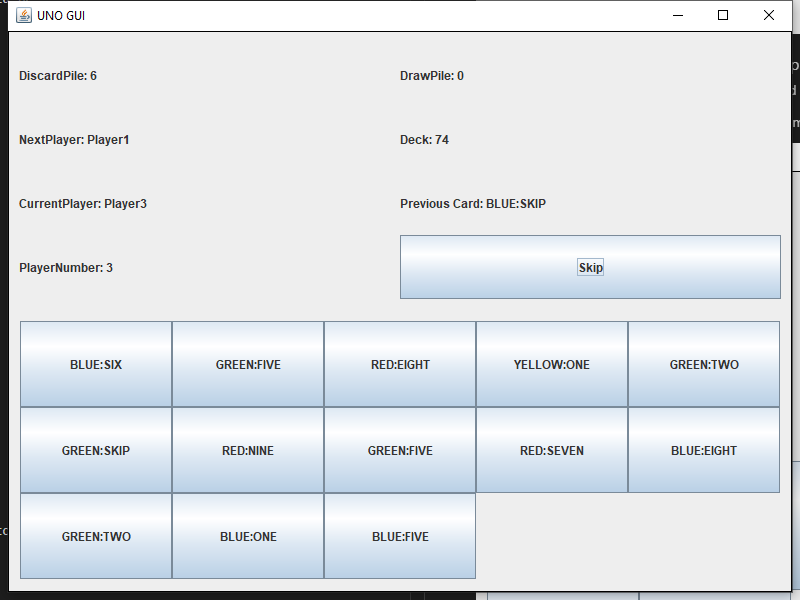 UNO GUI
DiscardPile: 6
DrawPile: 0
NextPlayer: Player1
Deck: 74
CurrentPlayer: Player3
Previous Card: BLUE:SKIP
PlayerNumber: 3
Skip
BLUE:SIX
GREEN:FIVE
RED:EIGHT
YELLOW:ONE
GREEN:TWO
GREEN:SKIP
RED:NINE
GREEN:FIVE
RED:SEVEN
BLUE:EIGHT
GREEN:TWO
BLUE:ONE
BLUE:FIVE